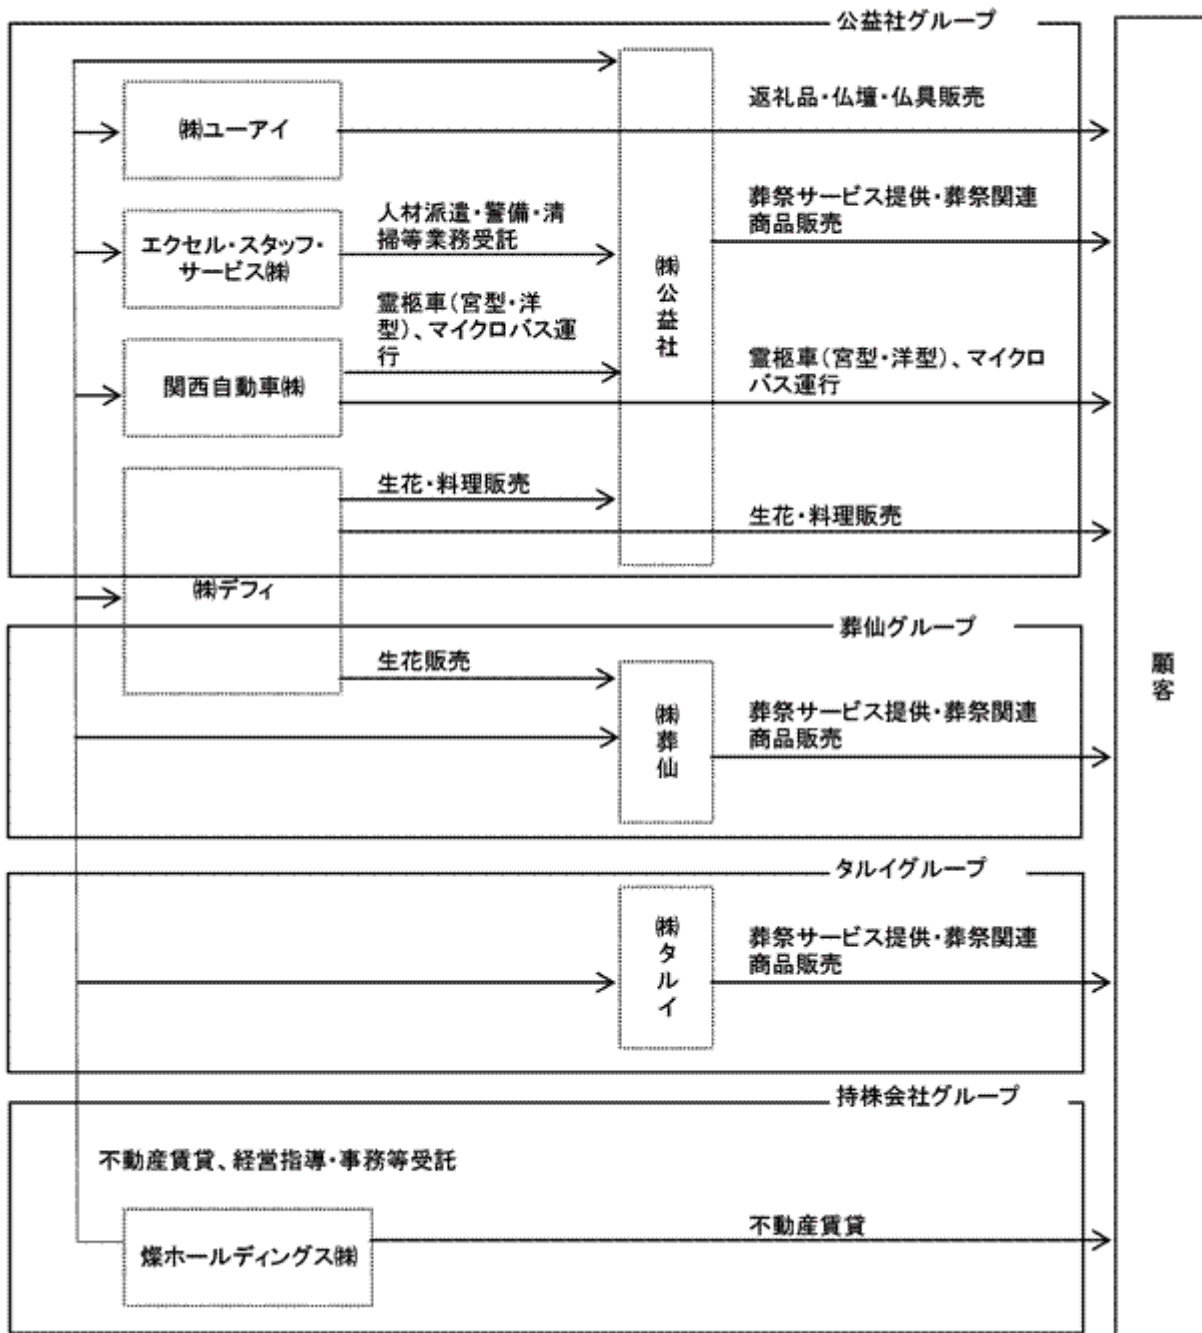 公益社グループ
返礼品・仏壇・仏具販売
㈱ユーアイ
人材派遣・警備・清
掃等業務受託
葬祭サービス提供・葬祭関連
商品販売
エクセル・スタッフ・
サービス㈱
㈱公益社
霊柩車(宮型・洋
型)、マイクロバス運
行
霊柩車(宮型・洋型)、マイクロ
バス運行
関西自動車㈱
生花・料理販売
生花・料理販売
㈱デフィ
葬仙グループ
生花販売
㈱葬仙
葬祭サービス提供・葬祭関連
商品販売
顧客
タルイグループ
㈱タルイ
葬祭サービス提供・葬祭関連
商品販売
持株会社グループ
不動産賃貸、経営指導・事務等受託
不動産賃貸
燦ホールディングス㈱